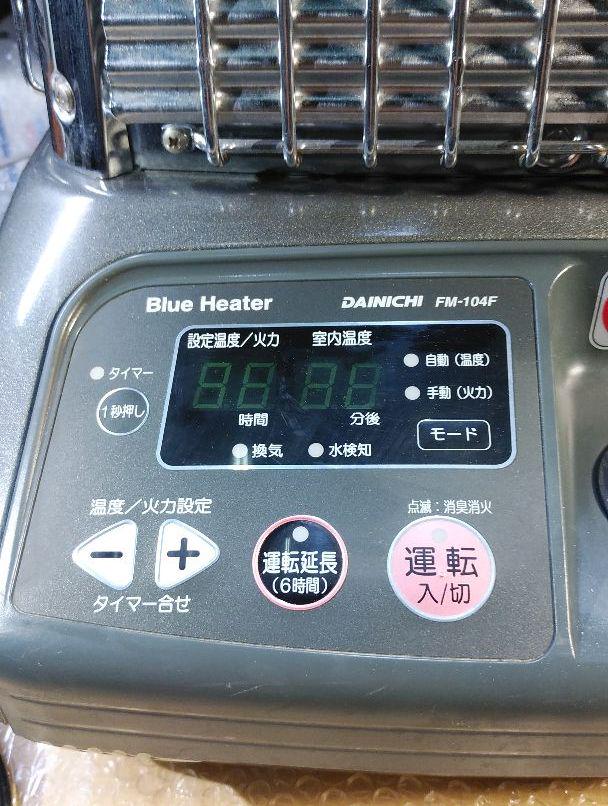 Blue Heater DAINICHI FM-104F
設定温度／火力 室内温度
自動（温度）
タイマー
手動（火力）
1秒押し
時間 分後
モード
換気 水検知
温度／火力設定
点滅：消臭消火
− +
運転延長
(6時間)
運転
入/切
タイマー合せ